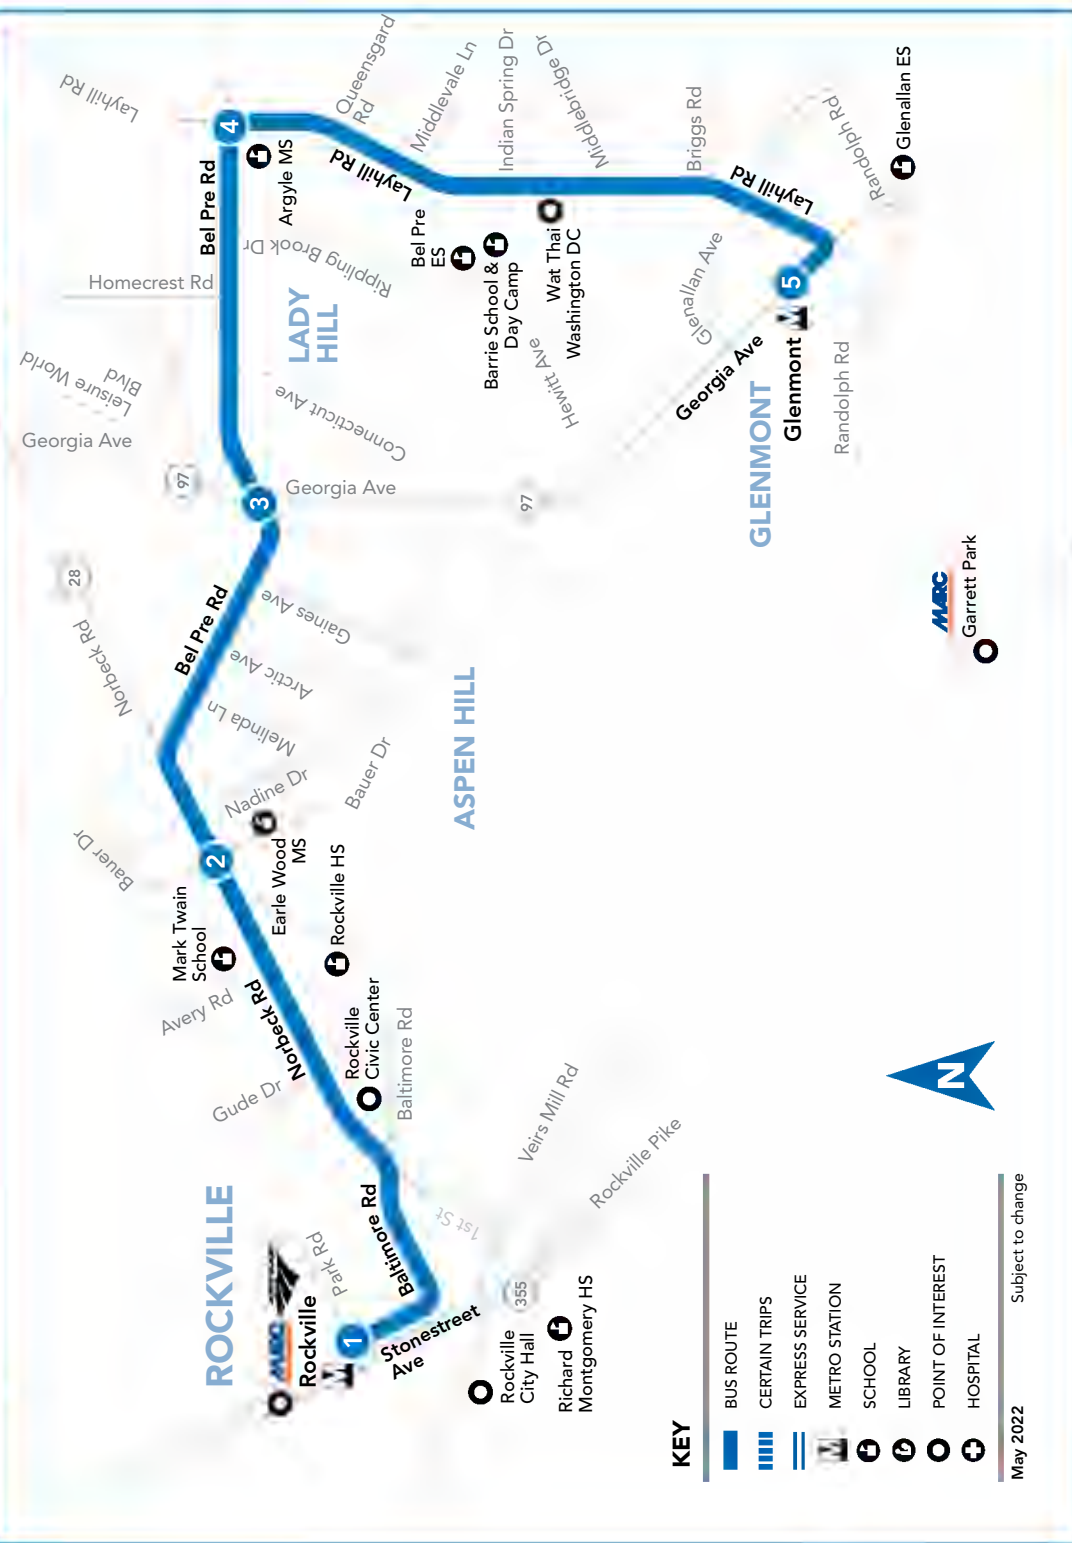 ROCKVILLE
MARC
Rockville
Park Rd
1
Stonestreet
Ave
Baltimore Rd
1st St
355
Rockville
City Hall
Richard
Montgomery HS
Veirs Mill Rd
Rockville Pike
Gude Dr
Avery Rd
Norbeck Rd
Rockville
Civic Center
Baltimore Rd
Mark Twain
School
Rockville HS
Earle Wood
MS
2
Bauer Dr
Nadine Dr
Bauer Dr
Melinda Ln
Arctic Ave
Gaines Ave
ASPEN HILL
Norbeck Rd
28
Bel Pre Rd
3
97
Georgia Ave
Georgia Ave
97
Leisure World
Blvd
Connecticut Ave
Homecrest Rd
LADY
HILL
Rippling Brook Dr
Bel Pre Rd
4
Layhill Rd
Argyle MS
Queensgard
Rd
Layhill Rd
Middlevale Ln
Bel Pre
ES
Barrie School &
Day Camp
Indian Spring Dr
Middlebridge Dr
Wat Thai
Washington DC
Hewitt Ave
Briggs Rd
Layhill Rd
Glenallan Ave
Georgia Ave
5
Glenmont
GLENMONT
Randolph Rd
Randolph Rd
Glenallan ES
MARC
Garrett Park
N
KEY
BUS ROUTE
CERTAIN TRIPS
EXPRESS SERVICE
METRO STATION
SCHOOL
LIBRARY
POINT OF INTEREST
HOSPITAL
May 2022
Subject to change